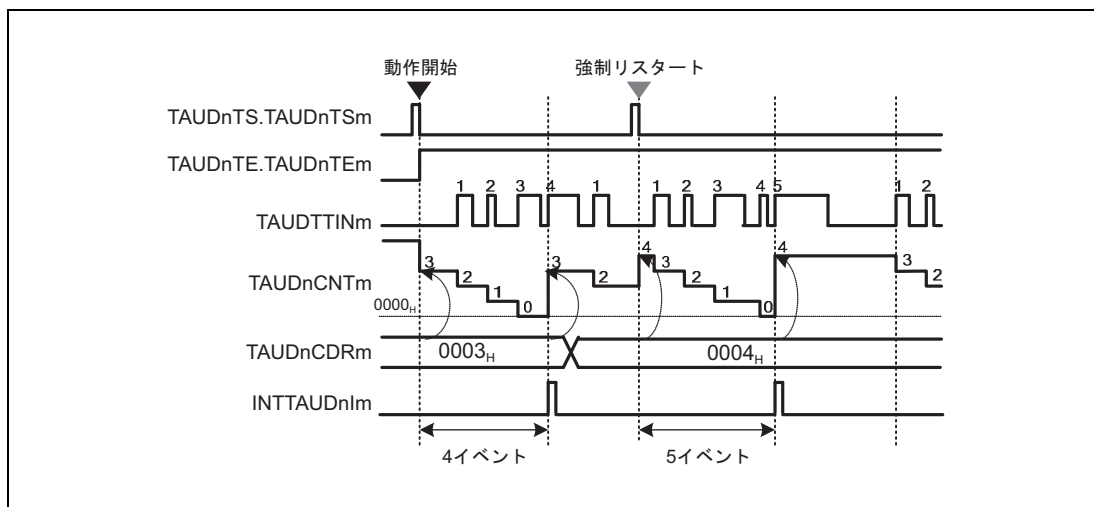 動作開始 強制リスタート
TAUDnTS.TAUDnTSm
TAUDnTE.TAUDnTEm
1 2 3 4 1 1 2 3 4 5 1 2
TAUDTTINm
4 4
3 3 3 3
2 2 2 2
TAUDnCNTm
1 1
0 0
0000H
TAUDnCDRm
0003H 0004H
INTTAUDnIm
4イベント 5イベント